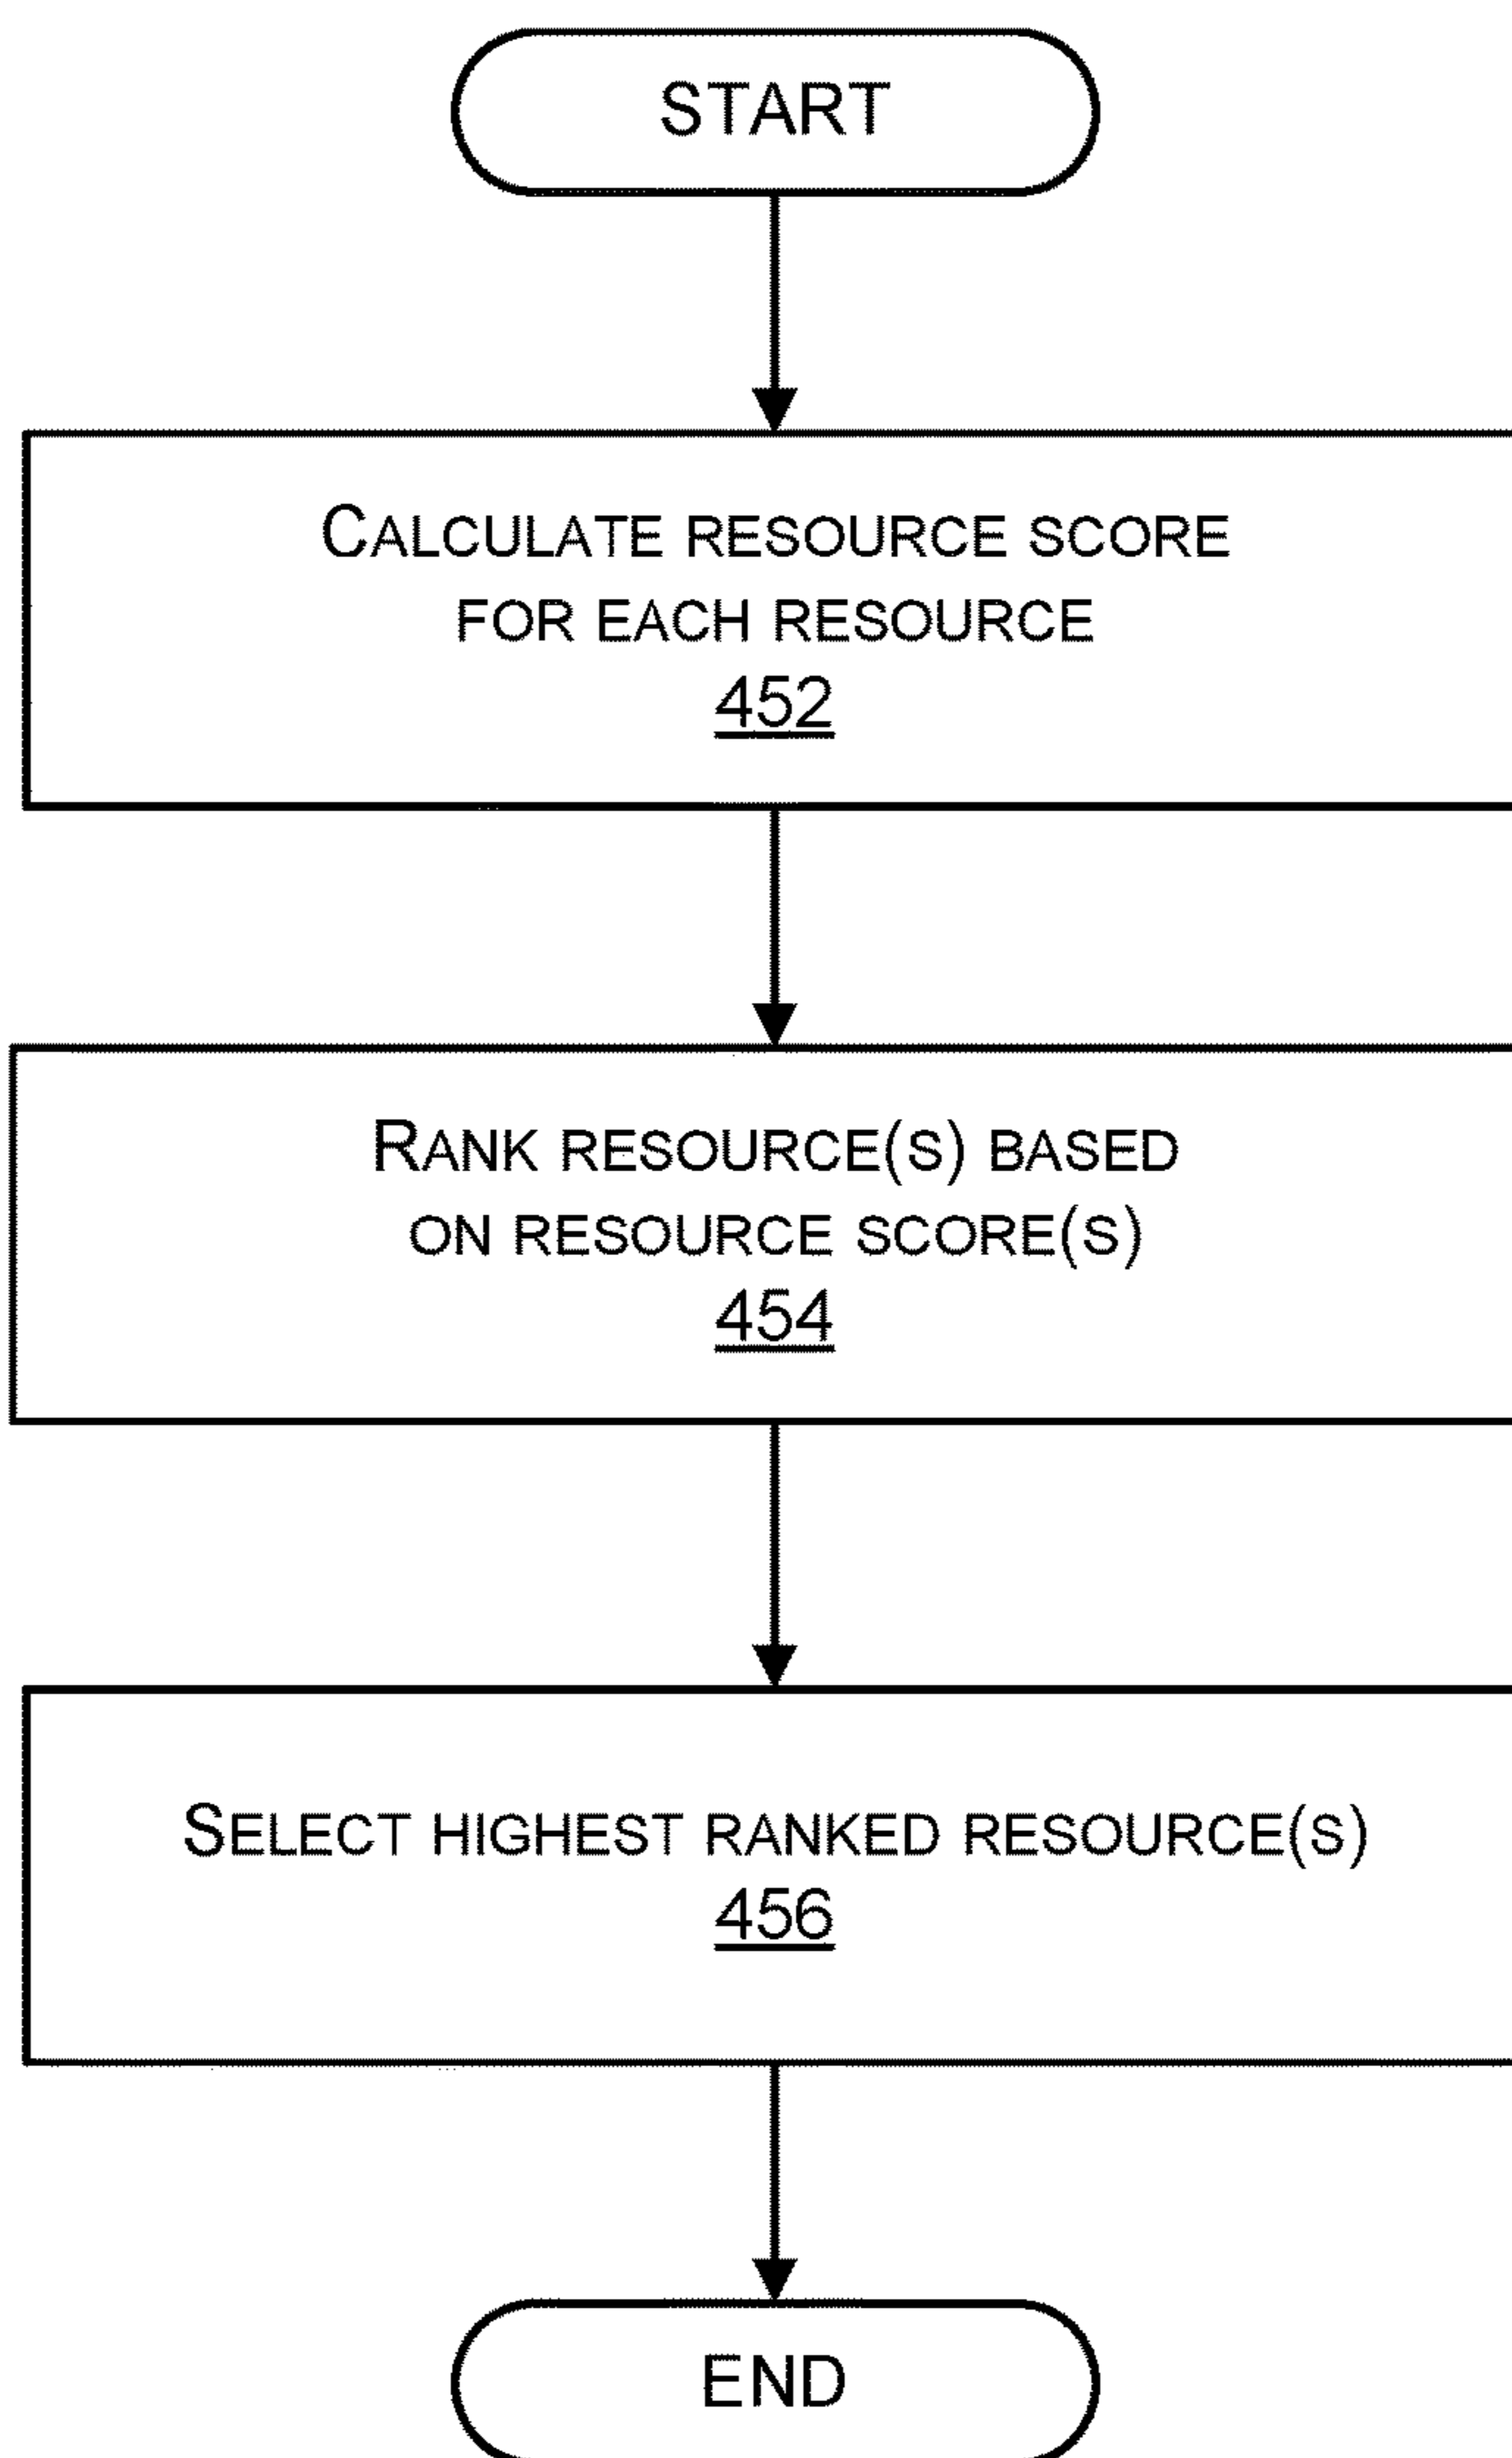 START
CALCULATE RESOURCE SCORE
FOR EACH RESOURCE
452
RANK RESOURCE(S) BASED
ON RESOURCE SCORE(S)
454
SELECT HIGHEST RANKED RESOURCE(S)
456
END